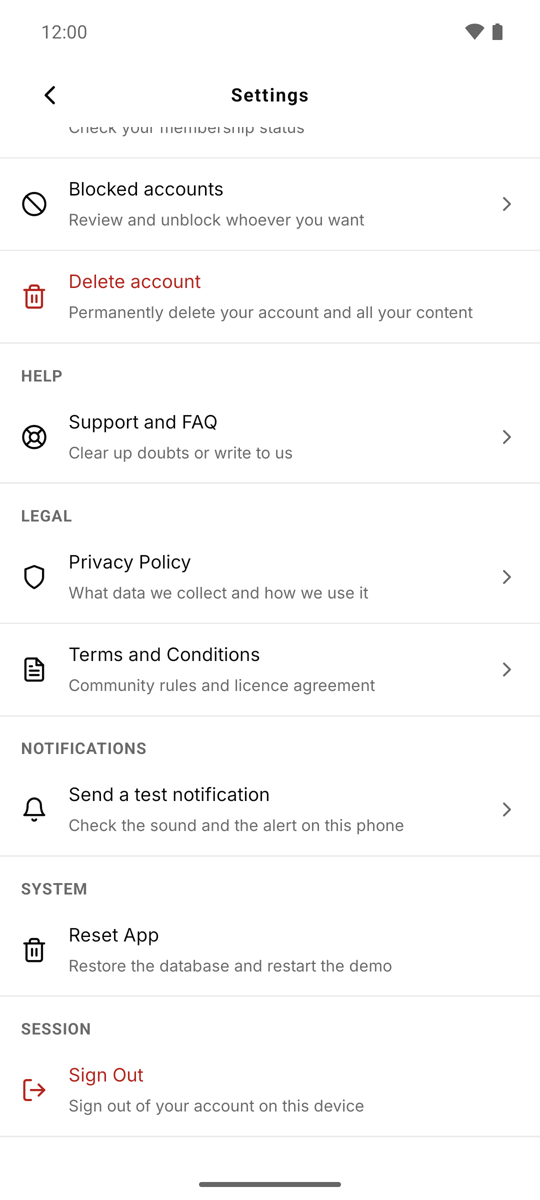 12:00
Settings
Check your membership status
Blocked accounts
Review and unblock whoever you want
Delete account
Permanently delete your account and all your content
HELP
Support and FAQ
Clear up doubts or write to us
LEGAL
Privacy Policy
What data we collect and how we use it
Terms and Conditions
Community rules and licence agreement
NOTIFICATIONS
Send a test notification
Check the sound and the alert on this phone
SYSTEM
Reset App
Restore the database and restart the demo
SESSION
Sign Out
Sign out of your account on this device